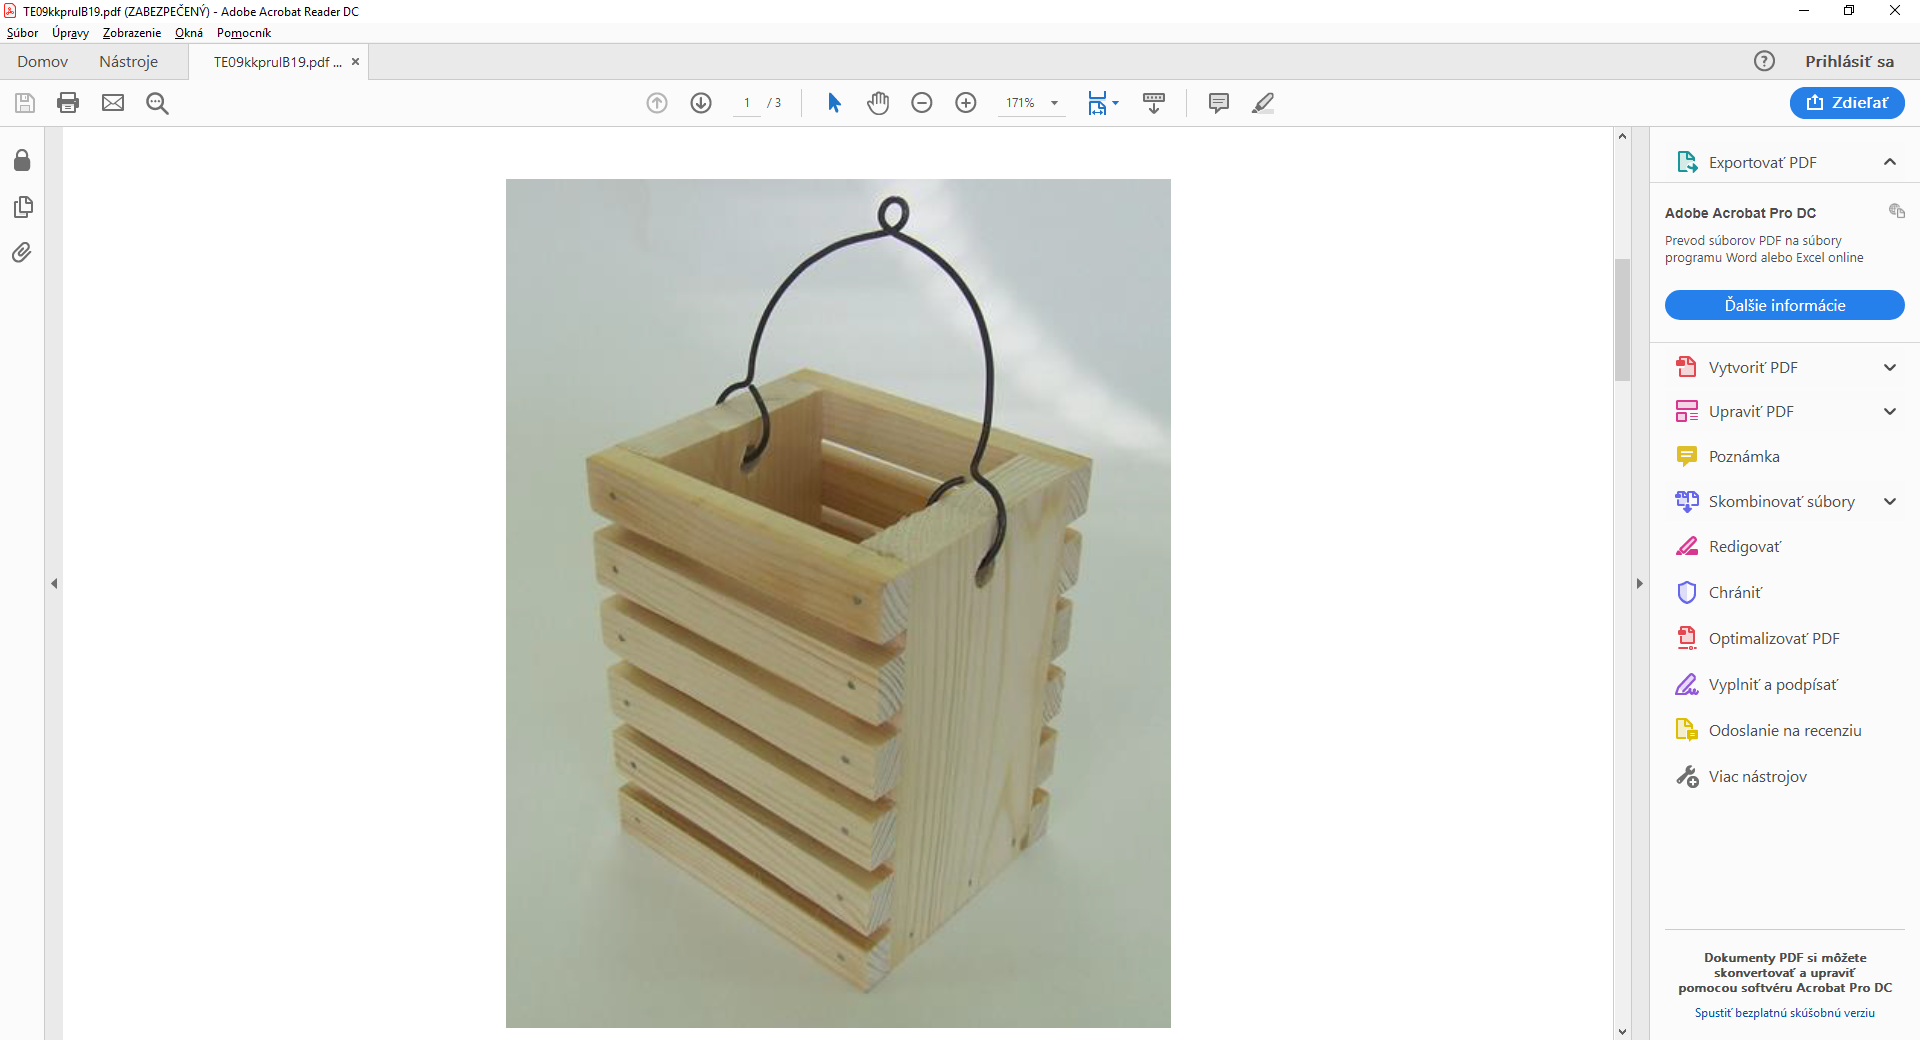 TE09kkprulB19.pdf (ZABEZPEČENÝ) - Adobe Acrobat Reader DC
Súbor Úpravy Zobrazenie Okná Pomocník
Domov Nástroje TE09kkprulB19.pdf ... × ? Prihlásiť sa
1 / 3 171% Zdieľať
Exportovať PDF
Adobe Acrobat Pro DC
Prevod súborov PDF na súbory
programu Word alebo Excel online
Ďalšie informácie
Vytvoriť PDF
Upraviť PDF
Poznámka
Skombinovať súbory
Redigovať
Chrániť
Optimalizovať PDF
Vyplniť a podpísať
Odoslanie na recenziu
Viac nástrojov
Dokumenty PDF si môžete
skonvertovať a upraviť
pomocou softvéru Acrobat Pro DC
Spustiť bezplatnú skúšobnú verziu